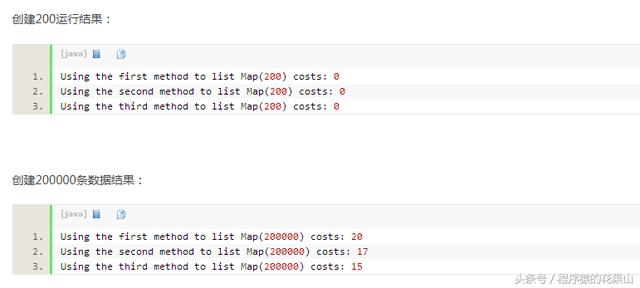 创建200运行结果：
[java]
1. Using the first method to list Map(200) costs: 0
2. Using the second method to list Map(200) costs: 0
3. Using the third method to list Map(200) costs: 0
创建200000条数据结果：
[java]
1. Using the first method to list Map(200000) costs: 20
2. Using the second method to list Map(200000) costs: 17
3. Using the third method to list Map(200000) costs: 15
头条号 / 程序猿的花果山